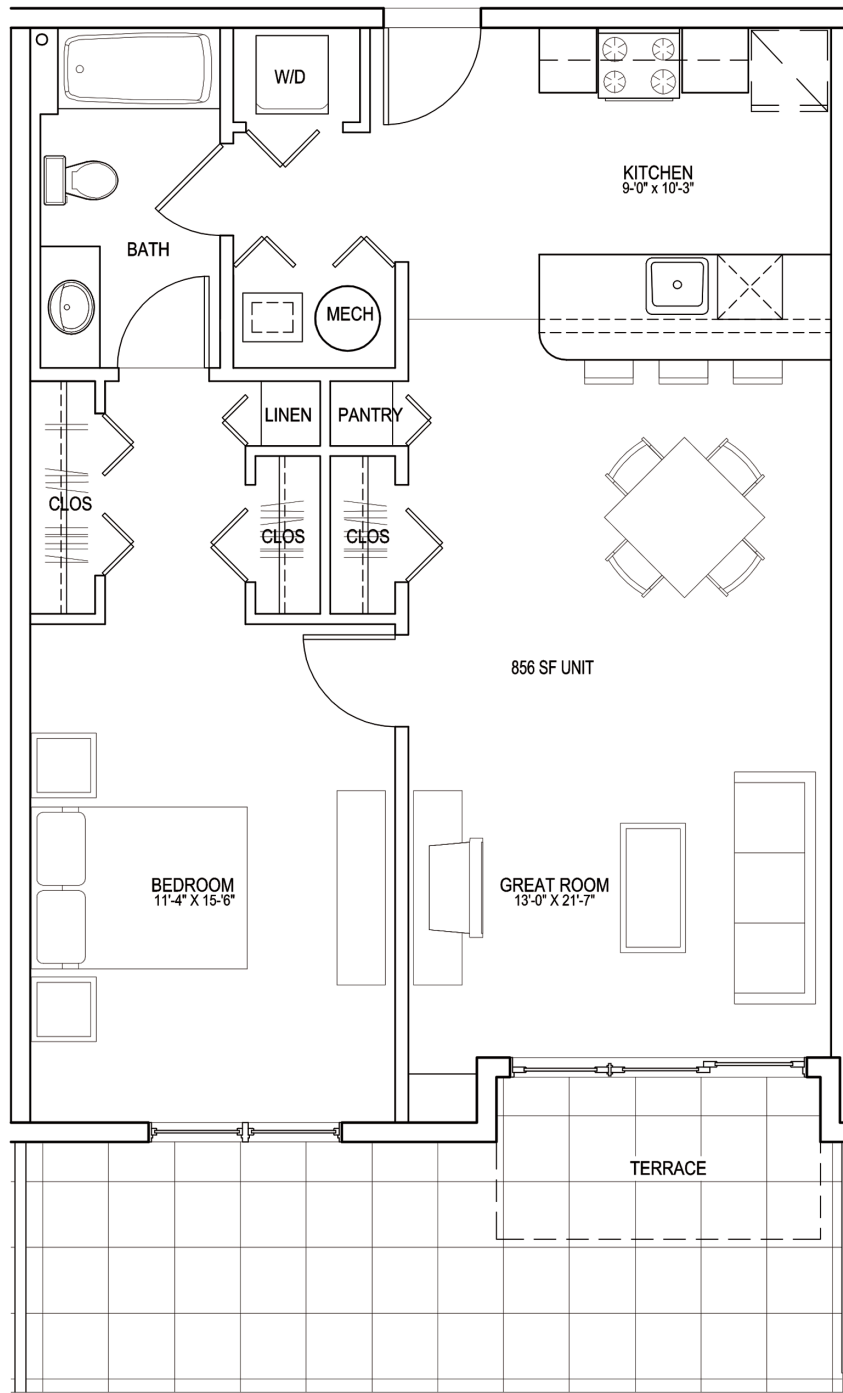 W/D
KITCHEN
9-'0" x 10'-3"
BATH
MECH
LINEN
PANTRY
CLOS
CLOS
CLOS
856 SF UNIT
BEDROOM
11'-4" X 15-'6"
GREAT ROOM
13'-0" X 21'-7"
TERRACE